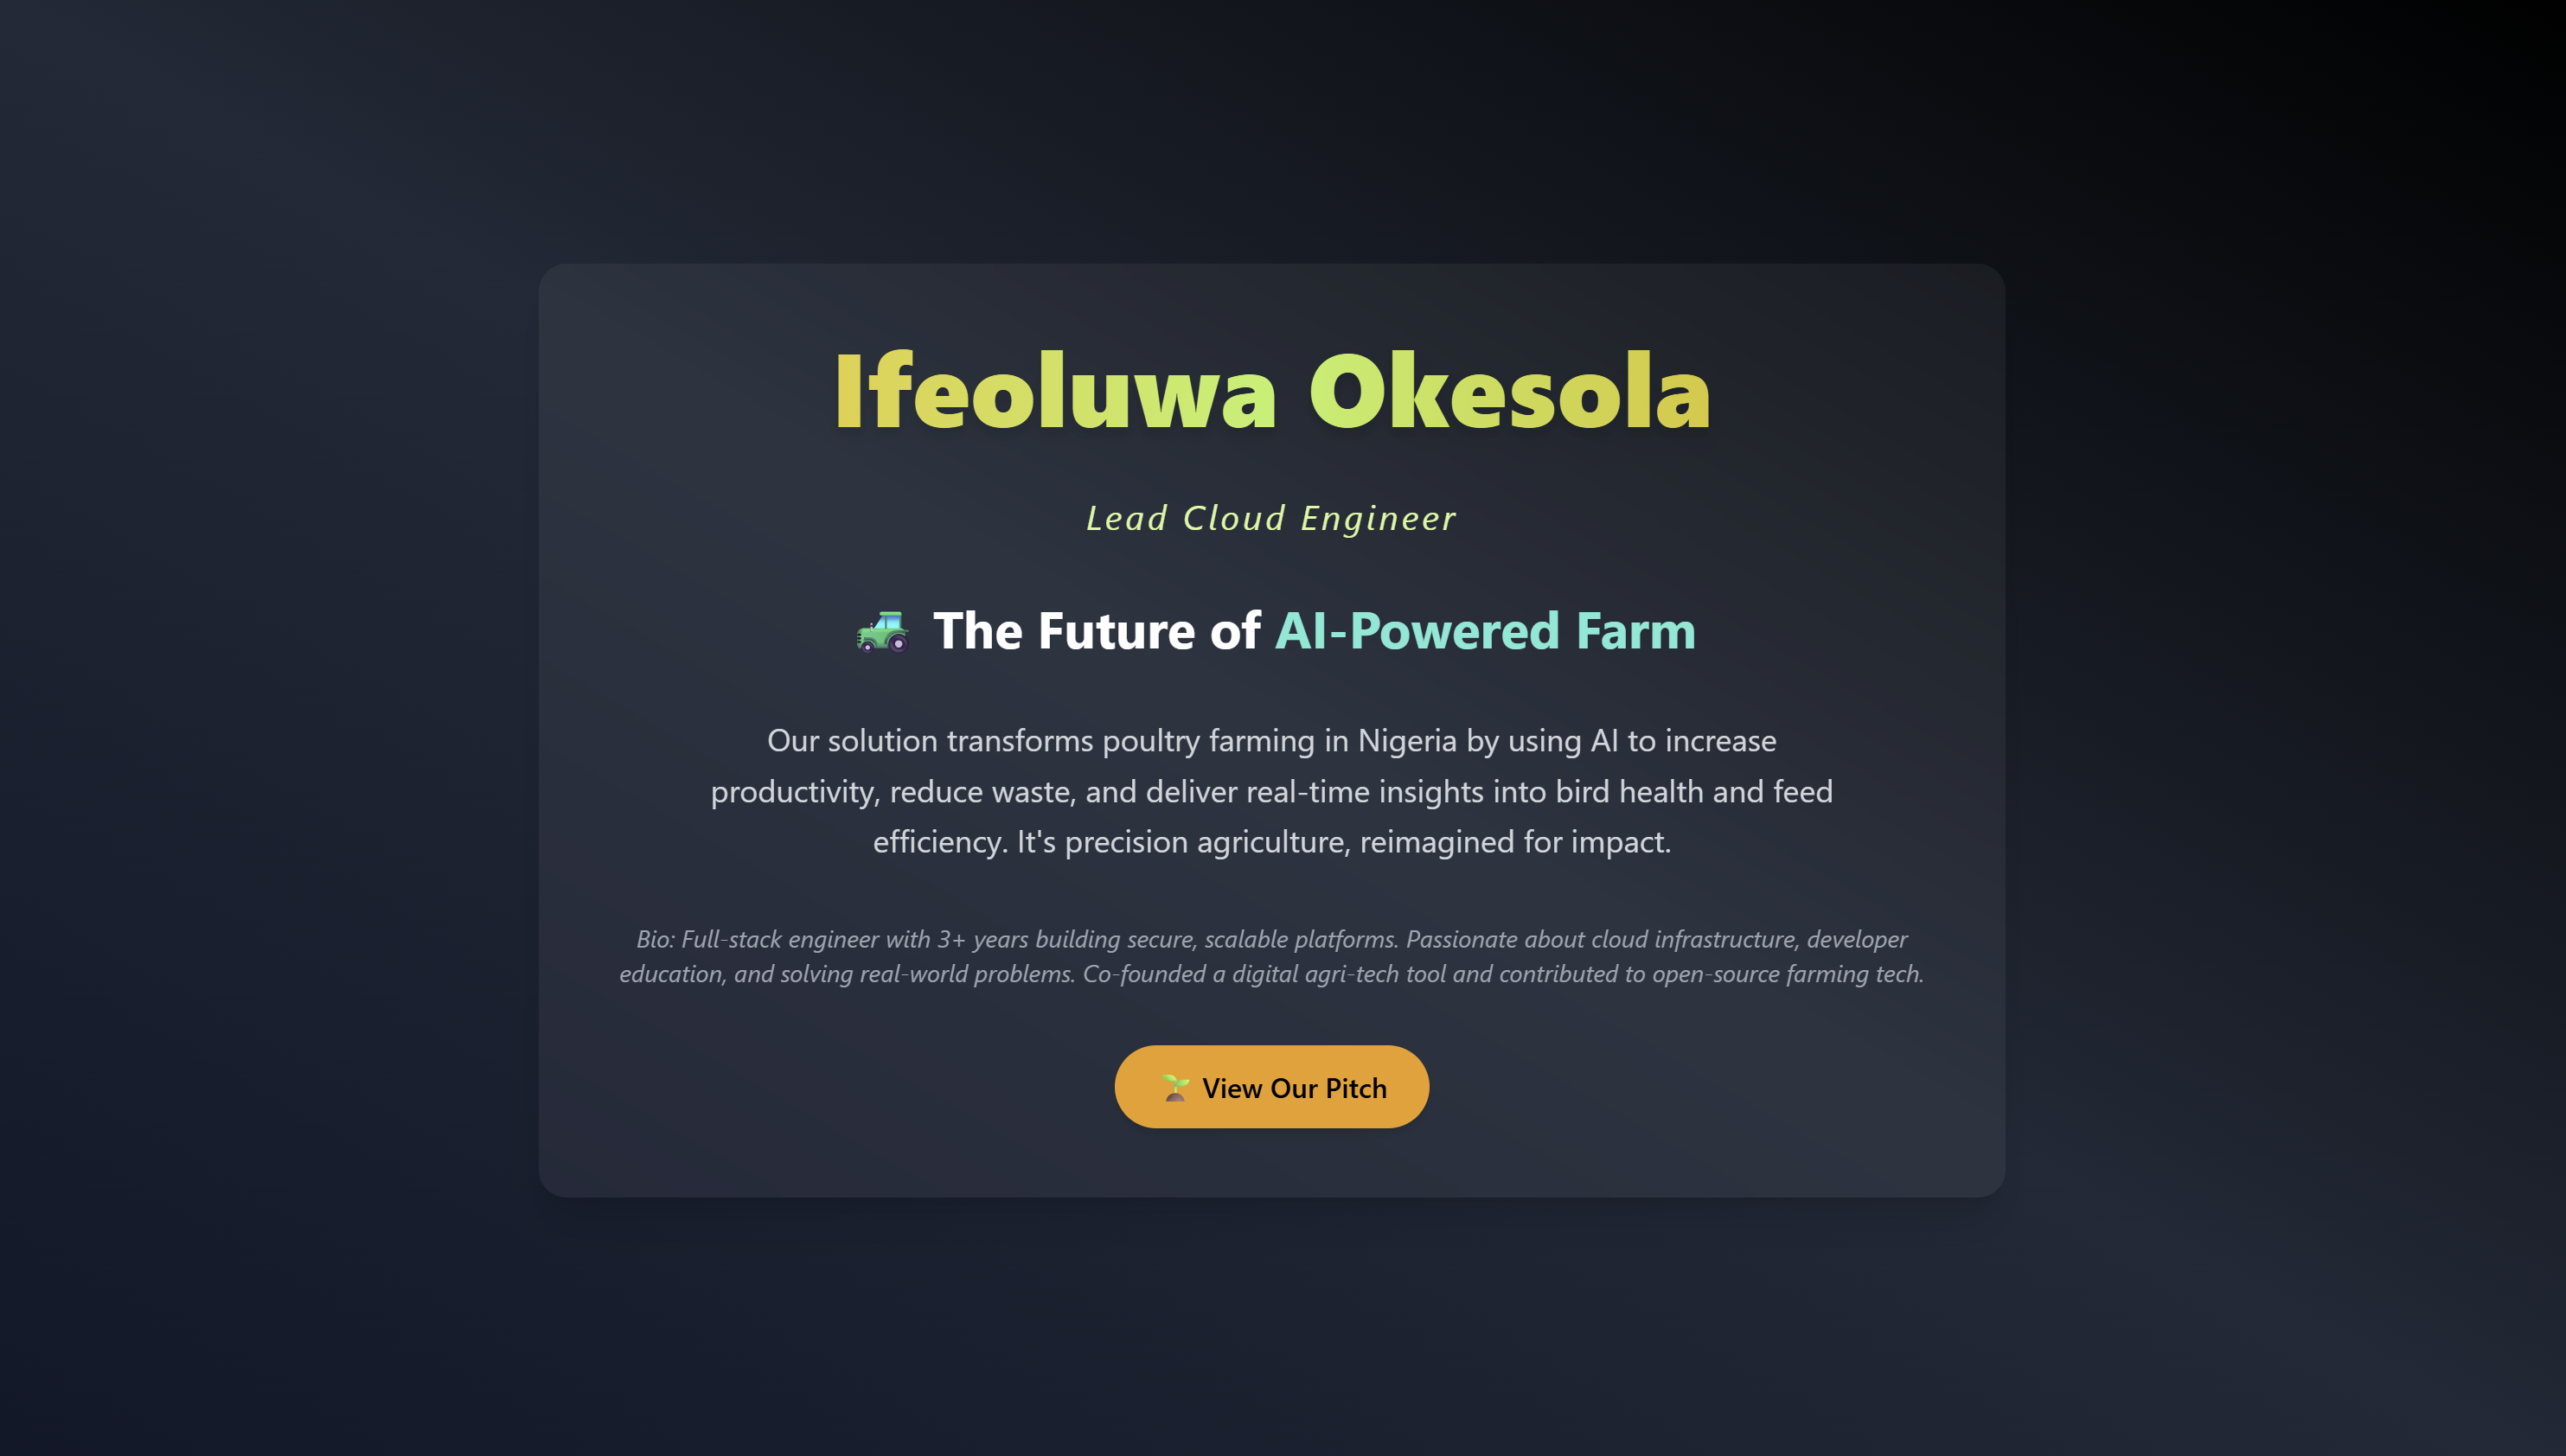 Ifeoluwa Okesola
Lead Cloud Engineer
🚜 The Future of AI-Powered Farm
Our solution transforms poultry farming in Nigeria by using AI to increase
productivity, reduce waste, and deliver real-time insights into bird health and feed
efficiency. It's precision agriculture, reimagined for impact.
Bio: Full-stack engineer with 3+ years building secure, scalable platforms. Passionate about cloud infrastructure, developer
education, and solving real-world problems. Co-founded a digital agri-tech tool and contributed to open-source farming tech.
🌱 View Our Pitch